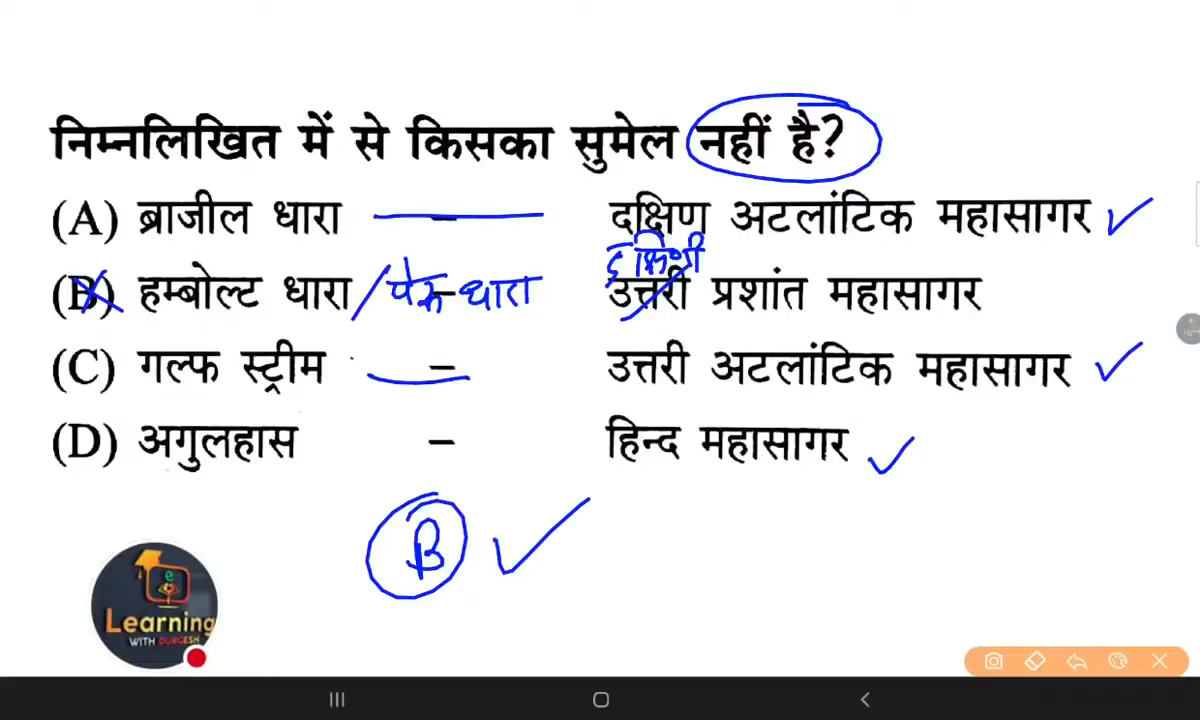 निम्नलिखित में से किसका सुमेल नहीं है?
(A) ब्राजील धारा – दक्षिण अटलांटिक महासागर
दक्षिणी
(B) हम्बोल्ट धारा / पेरू धारा – उत्तरी प्रशांत महासागर
(C) गल्फ स्ट्रीम – उत्तरी अटलांटिक महासागर
(D) अगुलहास – हिन्द महासागर
B
e
Learning
WITH DURGESH